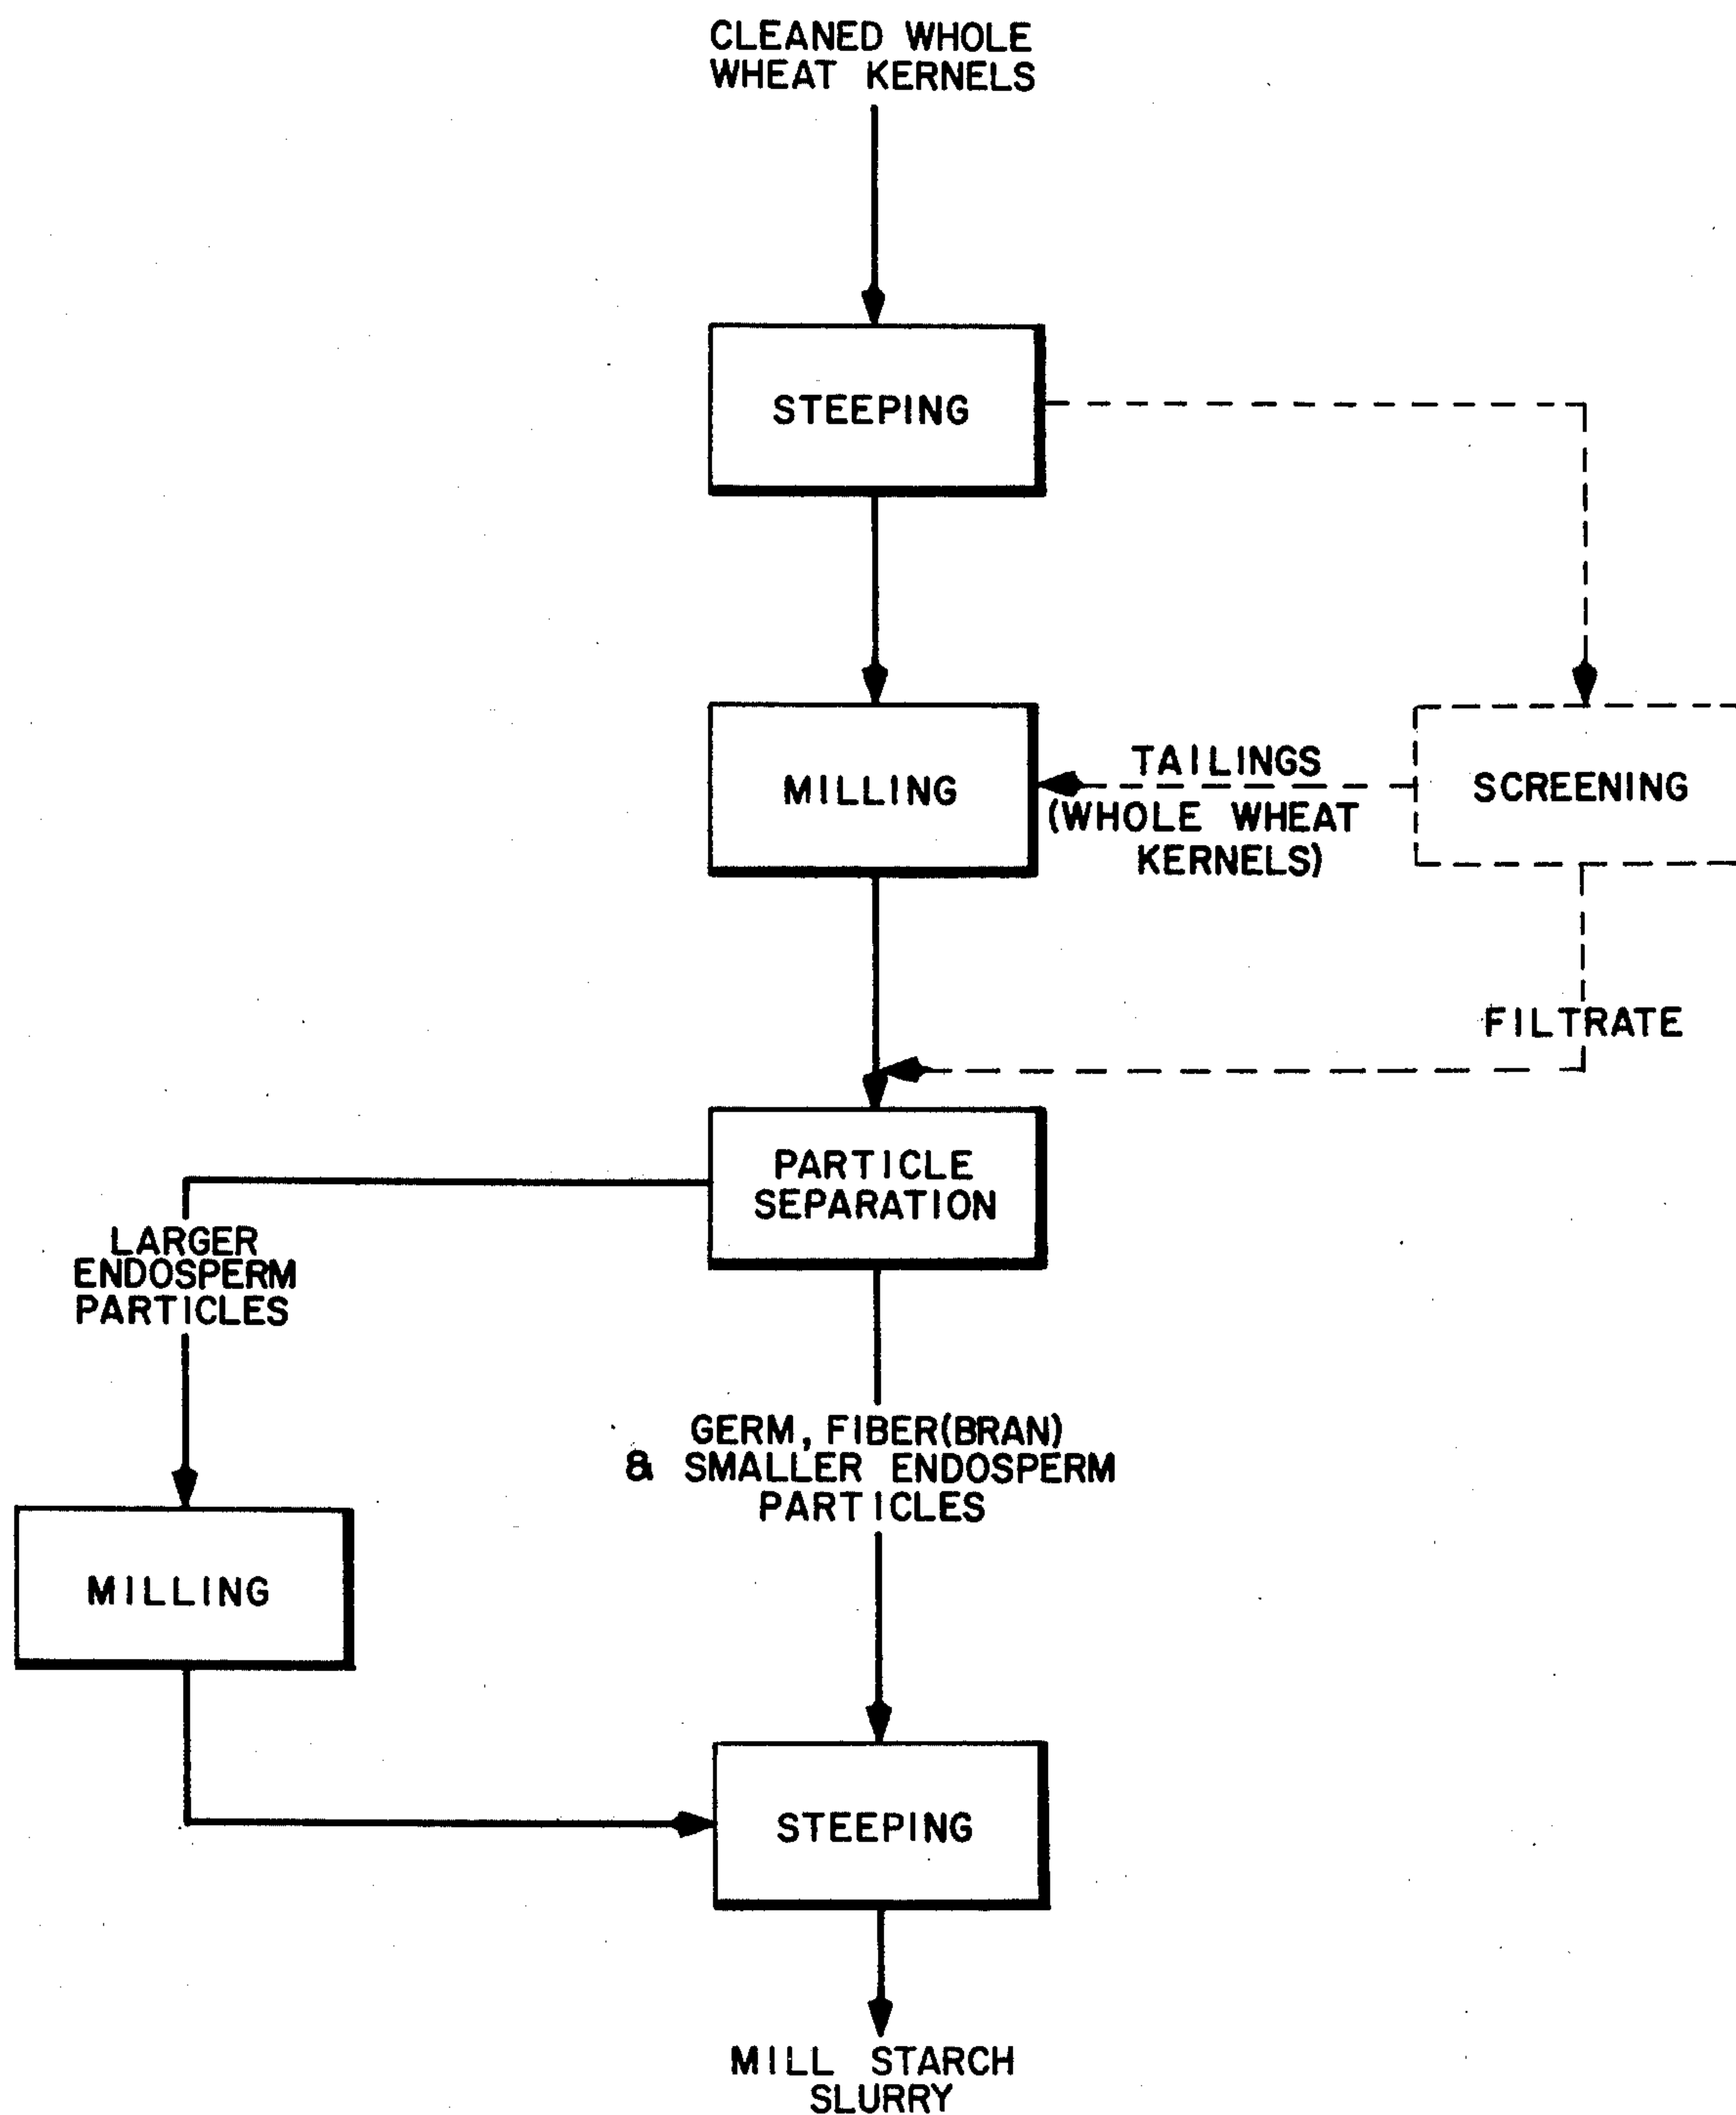 CLEANED WHOLE
WHEAT KERNELS
STEEPING
MILLING
TAILINGS
(WHOLE WHEAT
KERNELS)
SCREENING
FILTRATE
PARTICLE
SEPARATION
LARGER
ENDOSPERM
PARTICLES
GERM, FIBER(BRAN)
& SMALLER ENDOSPERM
PARTICLES
MILLING
STEEPING
MILL STARCH
SLURRY